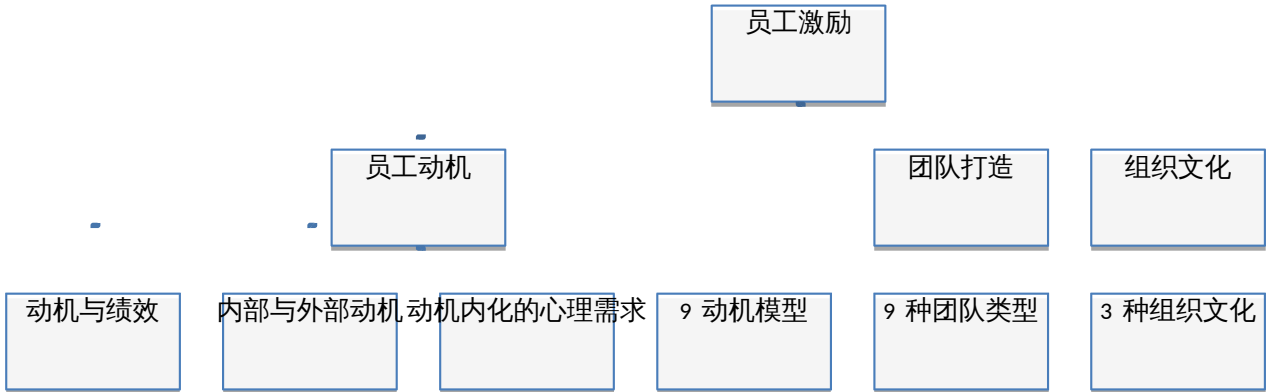 员工激励
员工动机
团队打造
组织文化
动机与绩效
内部与外部动机
动机内化的心理需求
9 动机模型
9 种团队类型
3 种组织文化